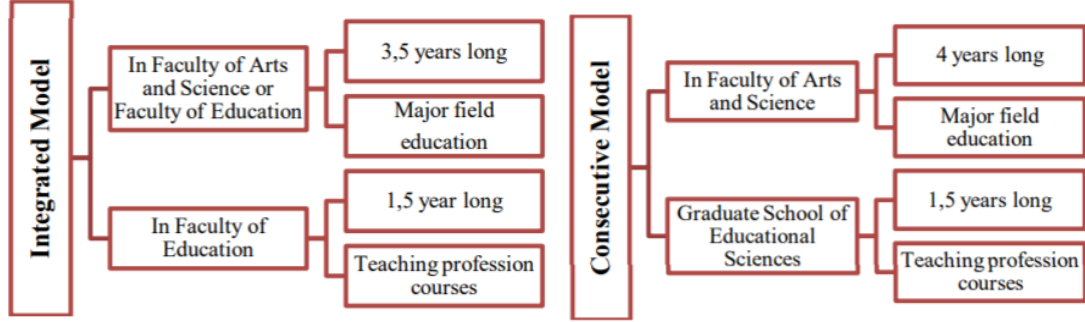 Integrated Model
In Faculty of Arts
and Science or
Faculty of Education
3,5 years long
Major field
education
In Faculty of
Education
1,5 year long
Teaching profession
courses
Consecutive Model
In Faculty of Arts
and Science
4 years long
Major field
education
Graduate School of
Educational
Sciences
1,5 years long
Teaching profession
courses